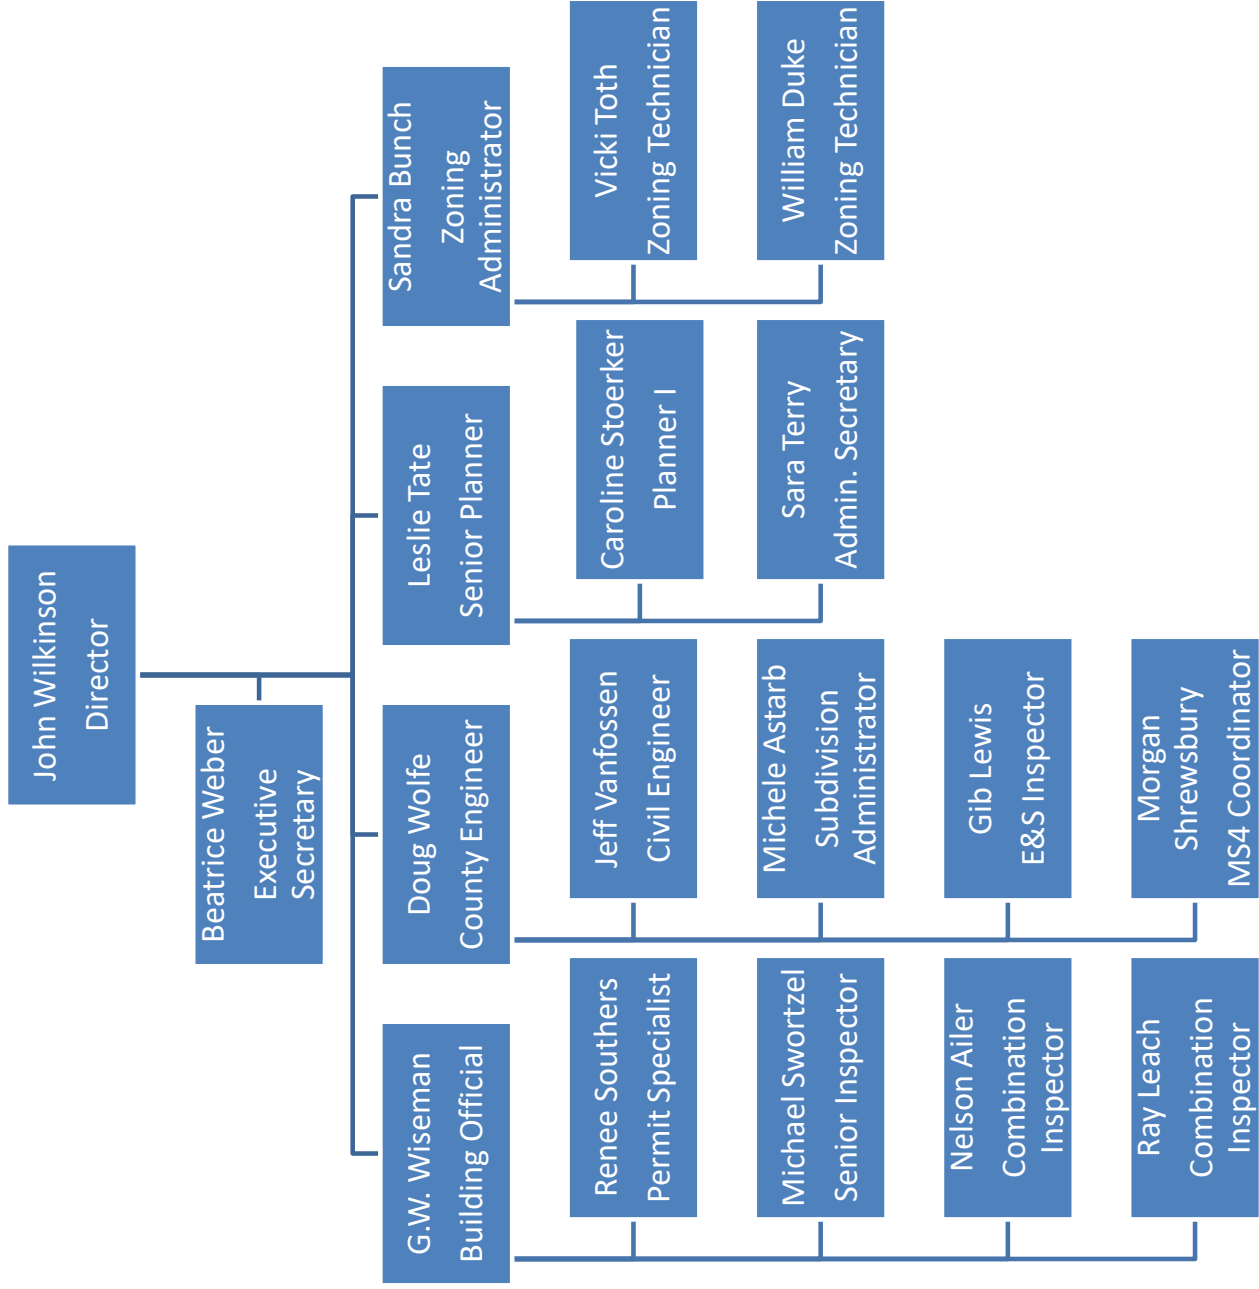 John Wilkinson
Director
Beatrice Weber
Executive
Secretary
G.W. Wiseman
Building Official
Renee Southers
Permit Specialist
Michael Swortzel
Senior Inspector
Nelson Ailer
Combination
Inspector
Ray Leach
Combination
Inspector
Doug Wolfe
County Engineer
Jeff Vanfossen
Civil Engineer
Michele Astarb
Subdivision
Administrator
Gib Lewis
E&S Inspector
Morgan
Shrewsbury
MS4 Coordinator
Leslie Tate
Senior Planner
Caroline Stoerker
Planner I
Sara Terry
Admin. Secretary
Sandra Bunch
Zoning
Administrator
Vicki Toth
Zoning Technician
William Duke
Zoning Technician